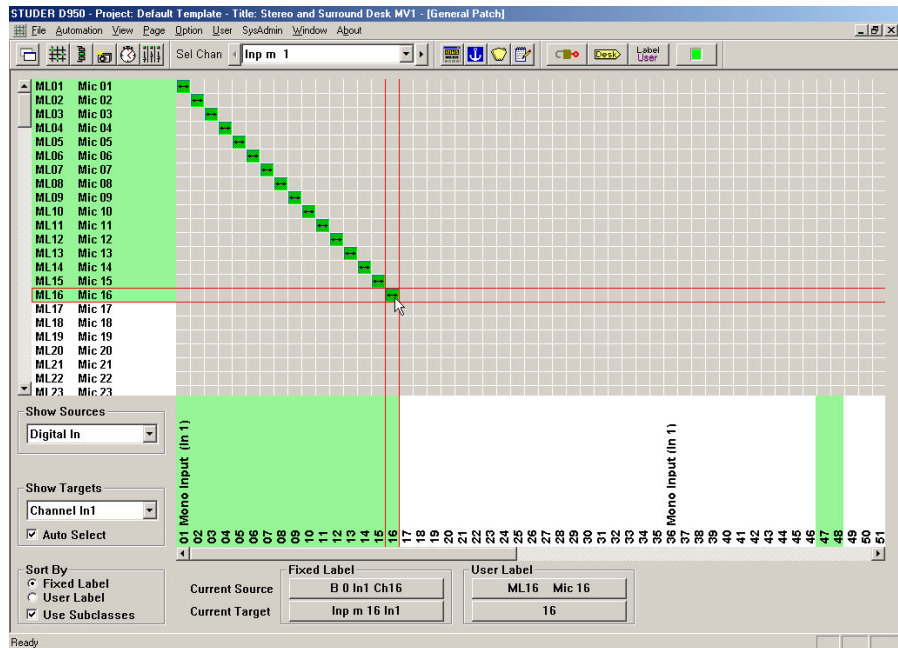 STUDER D950 - Project: Default Template - Title: Stereo and Surround Desk MV1 - [General Patch]
File Automation View Page Option User SysAdmin Window About
Sel Chan Inp m 1 Desk Label User
ML01 Mic 01
ML02 Mic 02
ML03 Mic 03
ML04 Mic 04
ML05 Mic 05
ML06 Mic 06
ML07 Mic 07
ML08 Mic 08
ML09 Mic 09
ML10 Mic 10
ML11 Mic 11
ML12 Mic 12
ML13 Mic 13
ML14 Mic 14
ML15 Mic 15
ML16 Mic 16
ML17 Mic 17
ML18 Mic 18
ML19 Mic 19
ML20 Mic 20
ML21 Mic 21
ML22 Mic 22
ML23 Mic 23
Show Sources
Digital In
Show Targets
Channel In1
Auto Select
01 Mono Input (In 1)
02
03
04
05
06
07
08
09
10
11
12
13
14
15
16
17
18
19
20
21
22
23
24
25
26
27
28
29
30
31
32
33
34
35
36 Mono Input (In 1)
37
38
39
40
41
42
43
44
45
46
47
48
49
50
51
Sort By
Fixed Label
User Label
Use Subclasses
Fixed Label User Label
Current Source B 0 In1 Ch16 ML16 Mic 16
Current Target Inp m 16 In1 16
Ready